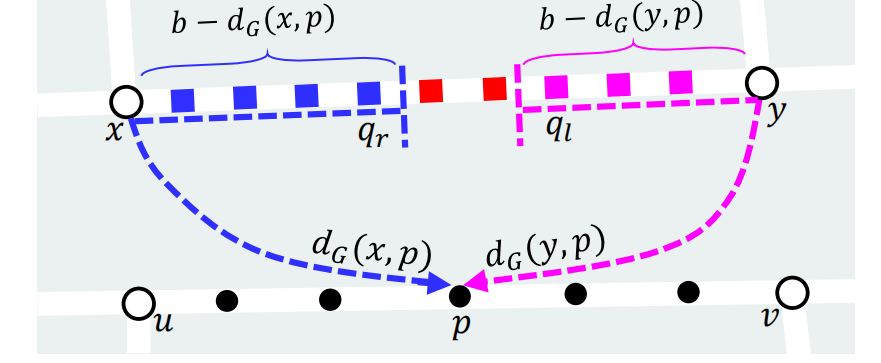 b − d_G(x, p)
b − d_G(y, p)
x
q_r
q_l
y
d_G(x, p)
d_G(y, p)
u
p
v